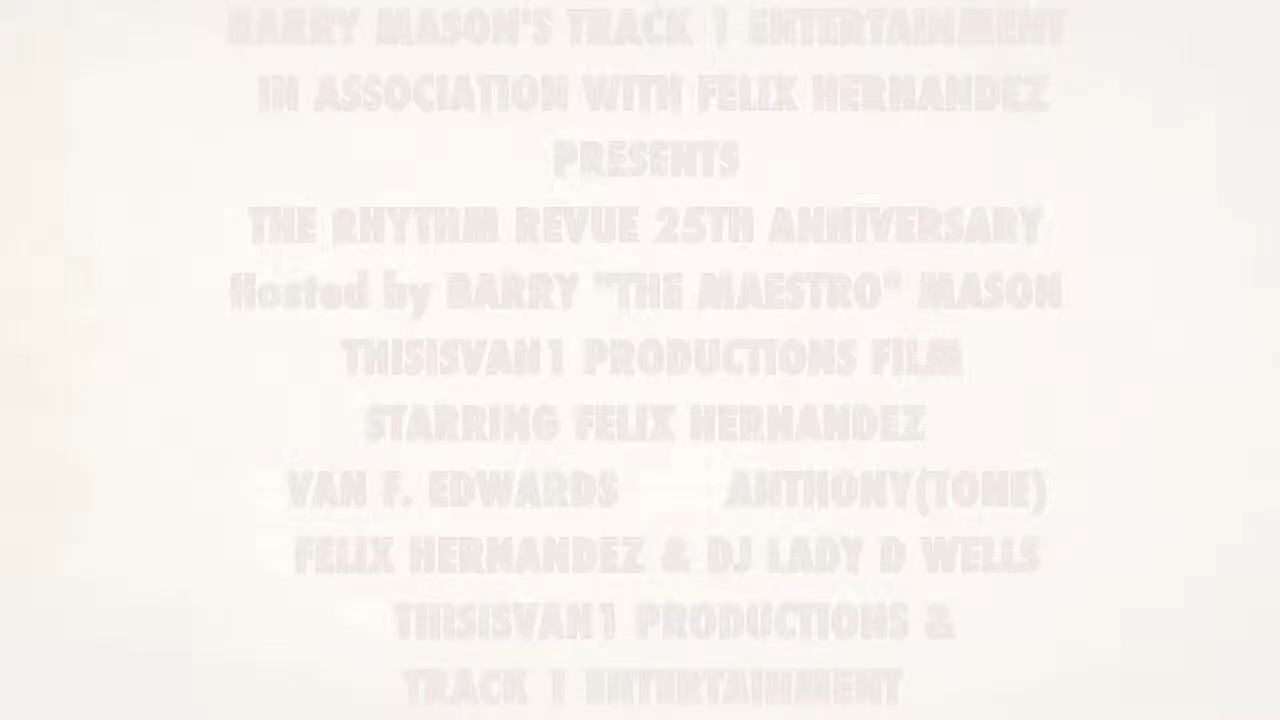 BARRY MASON'S TRACK 1 ENTERTAINMENT
IN ASSOCIATION WITH FELIX HERNANDEZ
PRESENTS
THE RHYTHM REVUE 25TH ANNIVERSARY
Hosted by BARRY "THE MAESTRO" MASON
THISISVAN1 PRODUCTIONS FILM
STARRING FELIX HERNANDEZ
VAN F. EDWARDS ANTHONY(TONE)
FELIX HERNANDEZ & DJ LADY D WELLS
THISISVAN1 PRODUCTIONS &
TRACK 1 ENTERTAINMENT